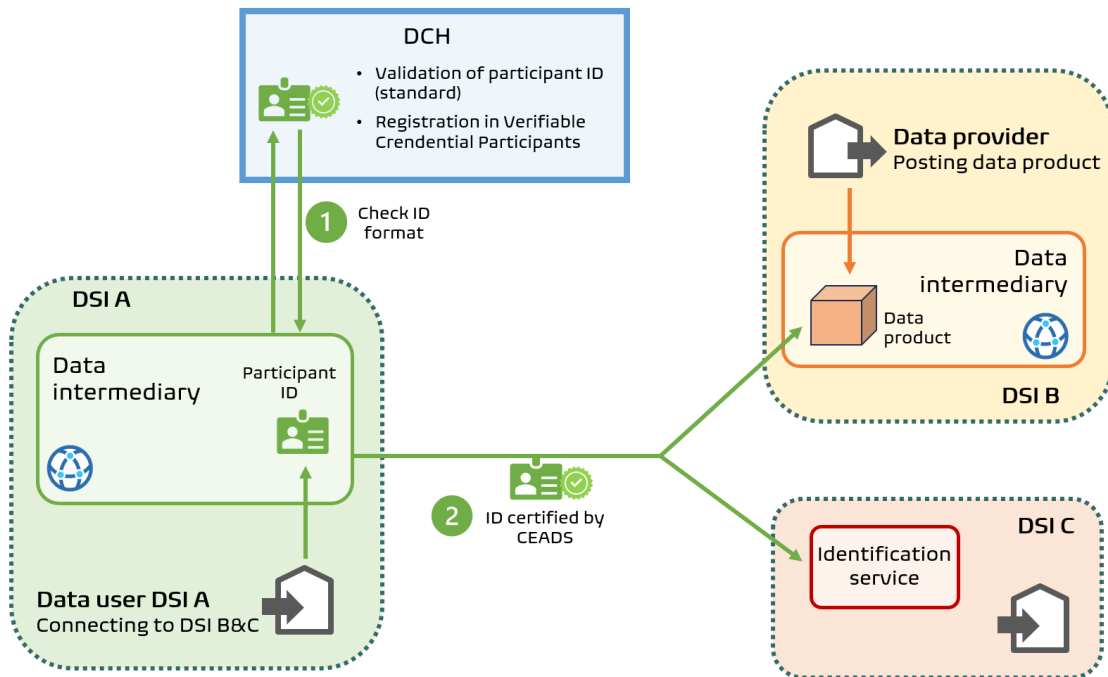 DCH
• Validation of participant ID
(standard)
• Registration in Verifiable
Crendential Participants
1
Check ID
format
DSI A
Data
intermediary
Participant
ID
Data user DSI A
Connecting to DSI B&C
2
ID certified by
CEADS
Data provider
Posting data product
Data
intermediary
Data
product
DSI B
DSI C
Identification
service